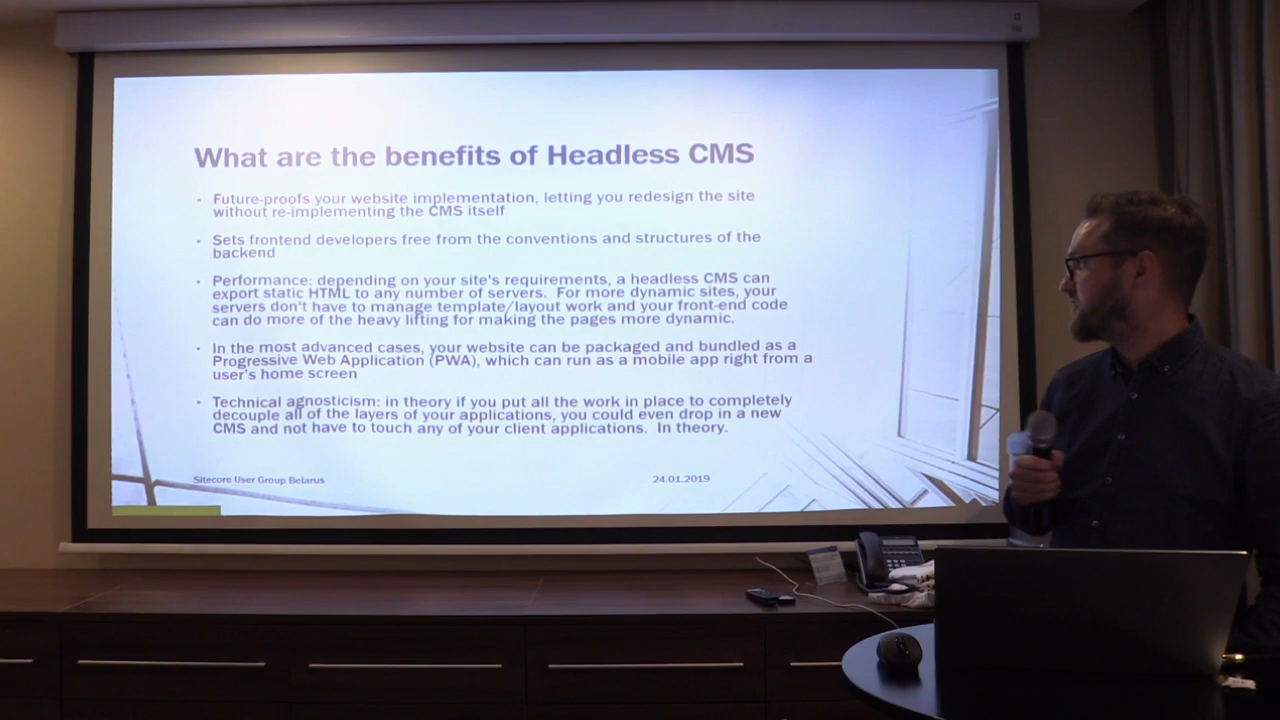 What are the benefits of Headless CMS
• Future-proofs your website implementation, letting you redesign the site
without re-implementing the CMS itself
• Sets frontend developers free from the conventions and structures of the
backend
• Performance: depending on your site's requirements, a headless CMS can
export static HTML to any number of servers. For more dynamic sites, your
servers don't have to manage template/layout work and your front-end code
can do more of the heavy lifting for making the pages more dynamic.
• In the most advanced cases, your website can be packaged and bundled as a
Progressive Web Application (PWA), which can run as a mobile app right from a
user's home screen
• Technical agnosticism: in theory if you put all the work in place to completely
decouple all of the layers of your applications, you could even drop in a new
CMS and not have to touch any of your client applications. In theory.
Sitecore User Group Belarus
24.01.2019